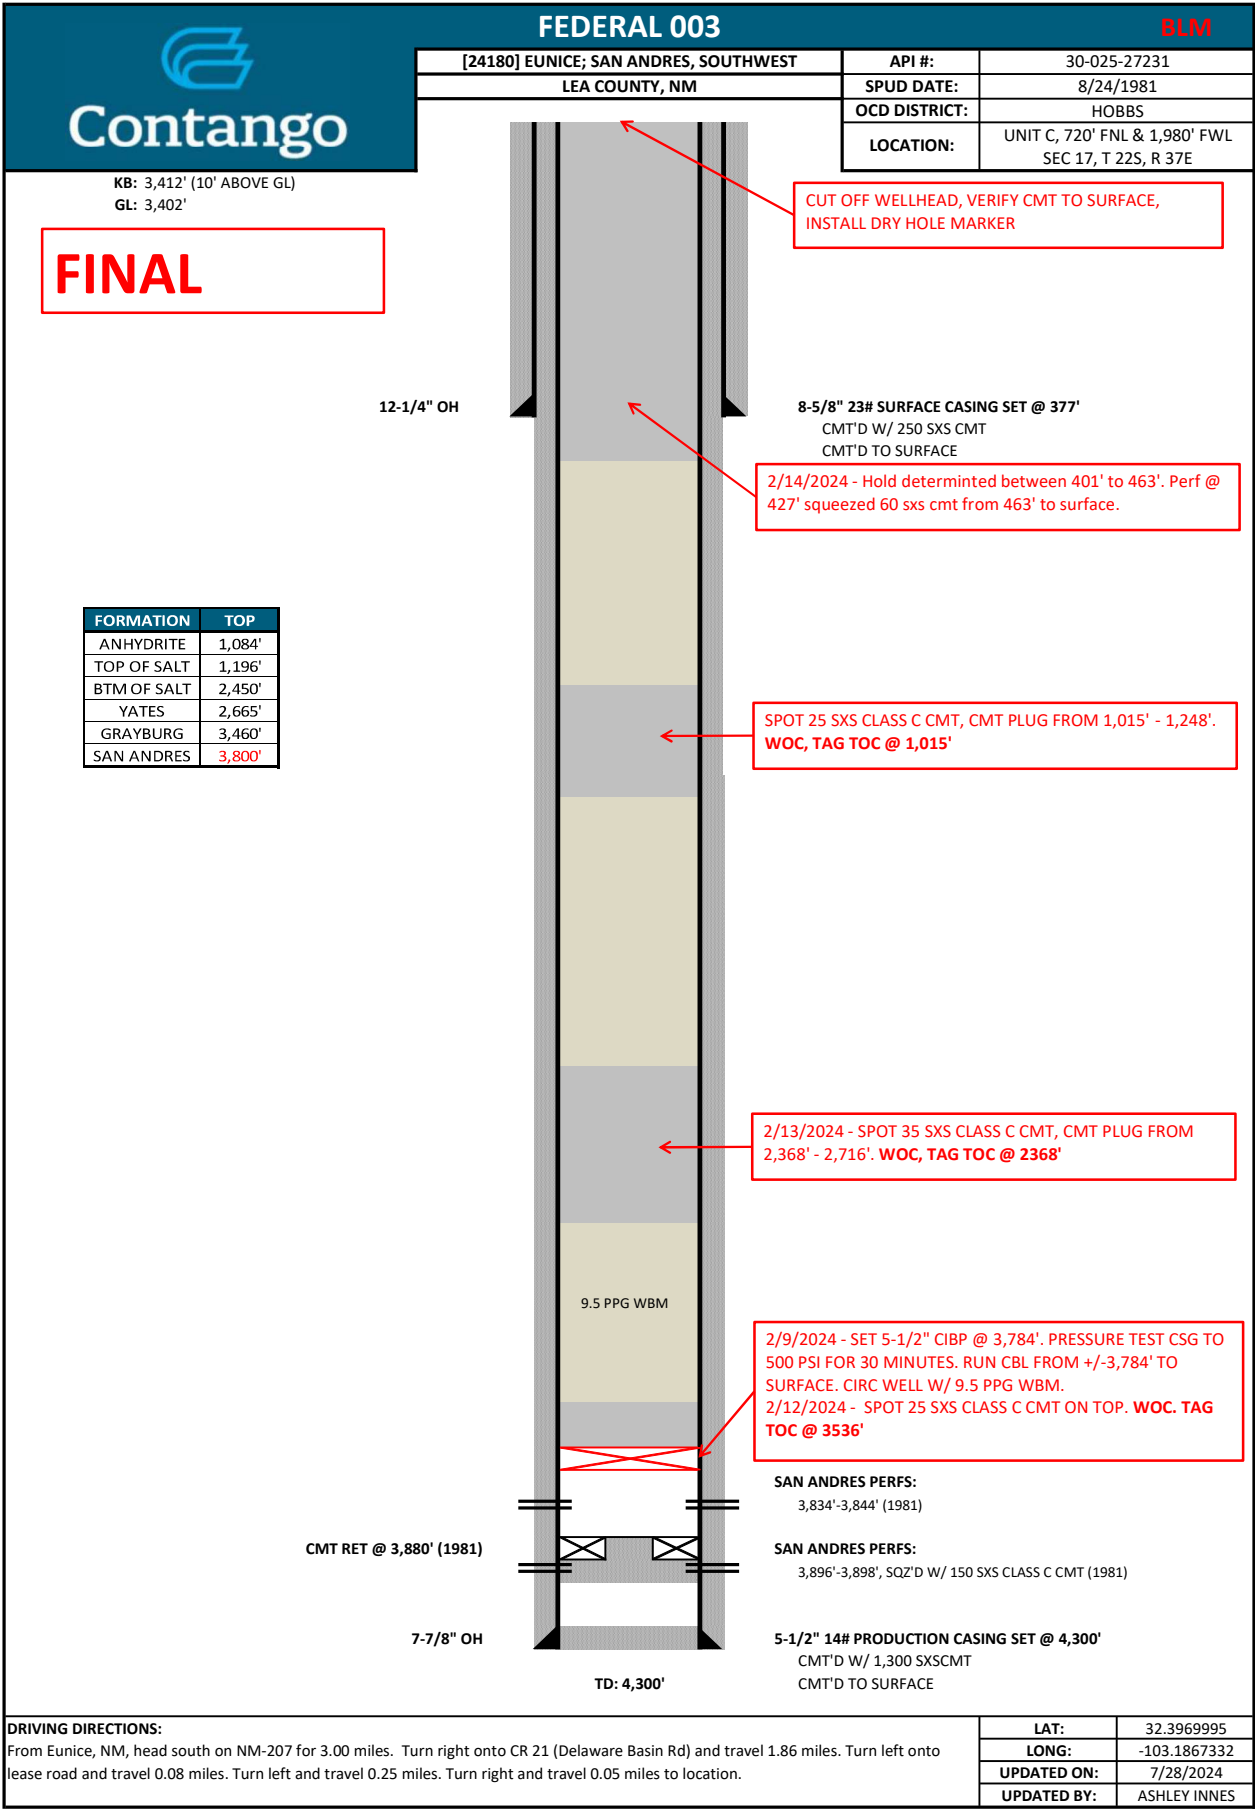 FEDERAL 003
BLM
Contango
[24180] EUNICE; SAN ANDRES, SOUTHWEST
LEA COUNTY, NM
API #: 30-025-27231
SPUD DATE: 8/24/1981
OCD DISTRICT: HOBBS
LOCATION: UNIT C, 720' FNL & 1,980' FWL
SEC 17, T 22S, R 37E
KB: 3,412' (10' ABOVE GL)
GL: 3,402'
FINAL
CUT OFF WELLHEAD, VERIFY CMT TO SURFACE,
INSTALL DRY HOLE MARKER
12-1/4" OH
8-5/8" 23# SURFACE CASING SET @ 377'
CMT'D W/ 250 SXS CMT
CMT'D TO SURFACE
2/14/2024 - Hold determinted between 401' to 463'. Perf @
427' squeezed 60 sxs cmt from 463' to surface.
FORMATION TOP
ANHYDRITE 1,084'
TOP OF SALT 1,196'
BTM OF SALT 2,450'
YATES 2,665'
GRAYBURG 3,460'
SAN ANDRES 3,800'
SPOT 25 SXS CLASS C CMT, CMT PLUG FROM 1,015' - 1,248'.
WOC, TAG TOC @ 1,015'
2/13/2024 - SPOT 35 SXS CLASS C CMT, CMT PLUG FROM
2,368' - 2,716'. WOC, TAG TOC @ 2368'
9.5 PPG WBM
2/9/2024 - SET 5-1/2" CIBP @ 3,784'. PRESSURE TEST CSG TO
500 PSI FOR 30 MINUTES. RUN CBL FROM +/-3,784' TO
SURFACE. CIRC WELL W/ 9.5 PPG WBM.
2/12/2024 - SPOT 25 SXS CLASS C CMT ON TOP. WOC. TAG
TOC @ 3536'
SAN ANDRES PERFS:
3,834'-3,844' (1981)
CMT RET @ 3,880' (1981)
SAN ANDRES PERFS:
3,896'-3,898', SQZ'D W/ 150 SXS CLASS C CMT (1981)
7-7/8" OH
5-1/2" 14# PRODUCTION CASING SET @ 4,300'
CMT'D W/ 1,300 SXSCMT
CMT'D TO SURFACE
TD: 4,300'
DRIVING DIRECTIONS:
From Eunice, NM, head south on NM-207 for 3.00 miles. Turn right onto CR 21 (Delaware Basin Rd) and travel 1.86 miles. Turn left onto
lease road and travel 0.08 miles. Turn left and travel 0.25 miles. Turn right and travel 0.05 miles to location.
LAT: 32.3969995
LONG: -103.1867332
UPDATED ON: 7/28/2024
UPDATED BY: ASHLEY INNES